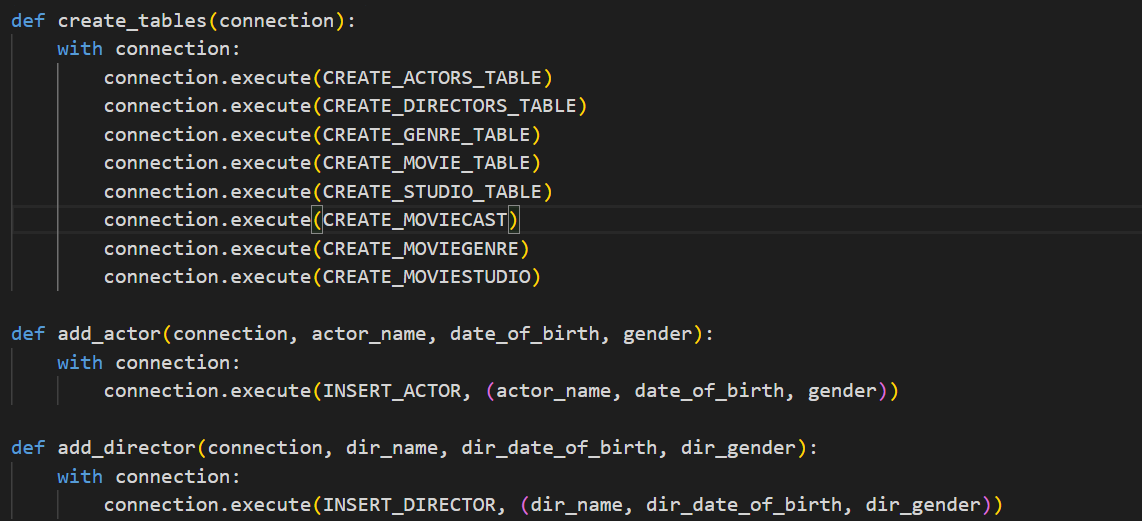 def create_tables(connection):
    with connection:
        connection.execute(CREATE_ACTORS_TABLE)
        connection.execute(CREATE_DIRECTORS_TABLE)
        connection.execute(CREATE_GENRE_TABLE)
        connection.execute(CREATE_MOVIE_TABLE)
        connection.execute(CREATE_STUDIO_TABLE)
        connection.execute(CREATE_MOVIECAST)
        connection.execute(CREATE_MOVIEGENRE)
        connection.execute(CREATE_MOVIESTUDIO)

def add_actor(connection, actor_name, date_of_birth, gender):
    with connection:
        connection.execute(INSERT_ACTOR, (actor_name, date_of_birth, gender))

def add_director(connection, dir_name, dir_date_of_birth, dir_gender):
    with connection:
        connection.execute(INSERT_DIRECTOR, (dir_name, dir_date_of_birth, dir_gender))